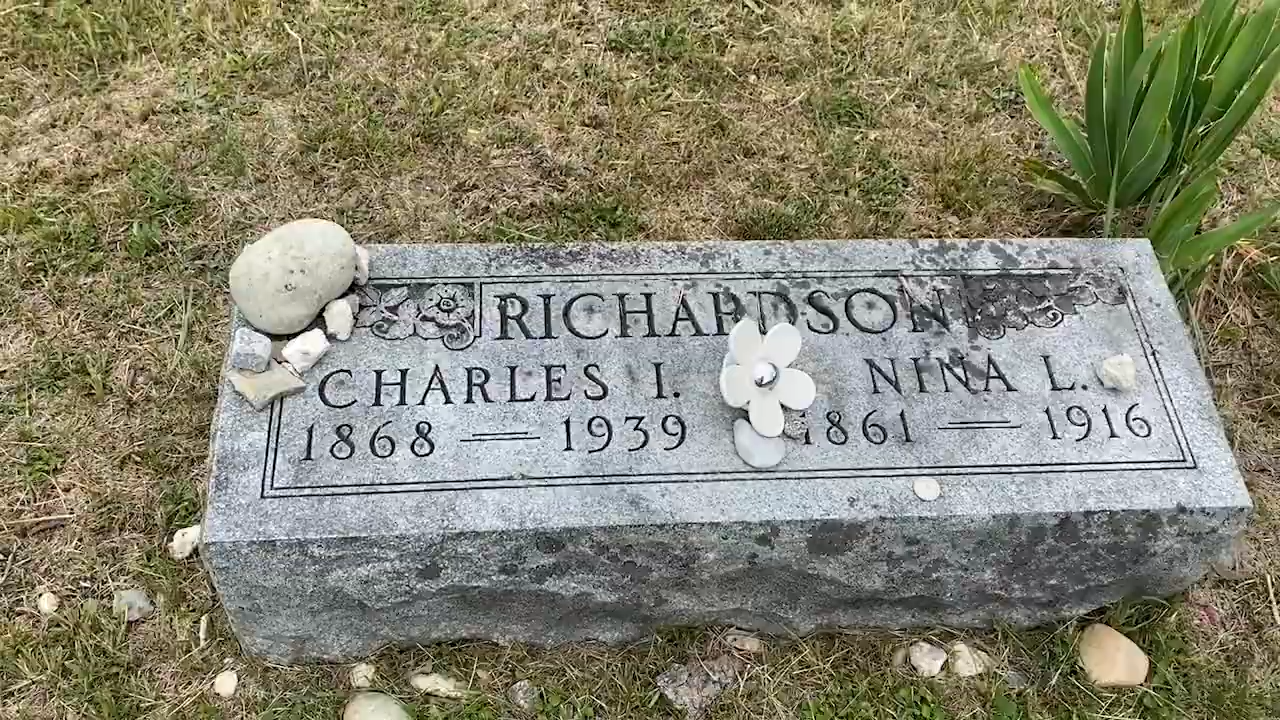 RICHARDSON
CHARLES I. NINA L.
1868 — 1939 1861 — 1916